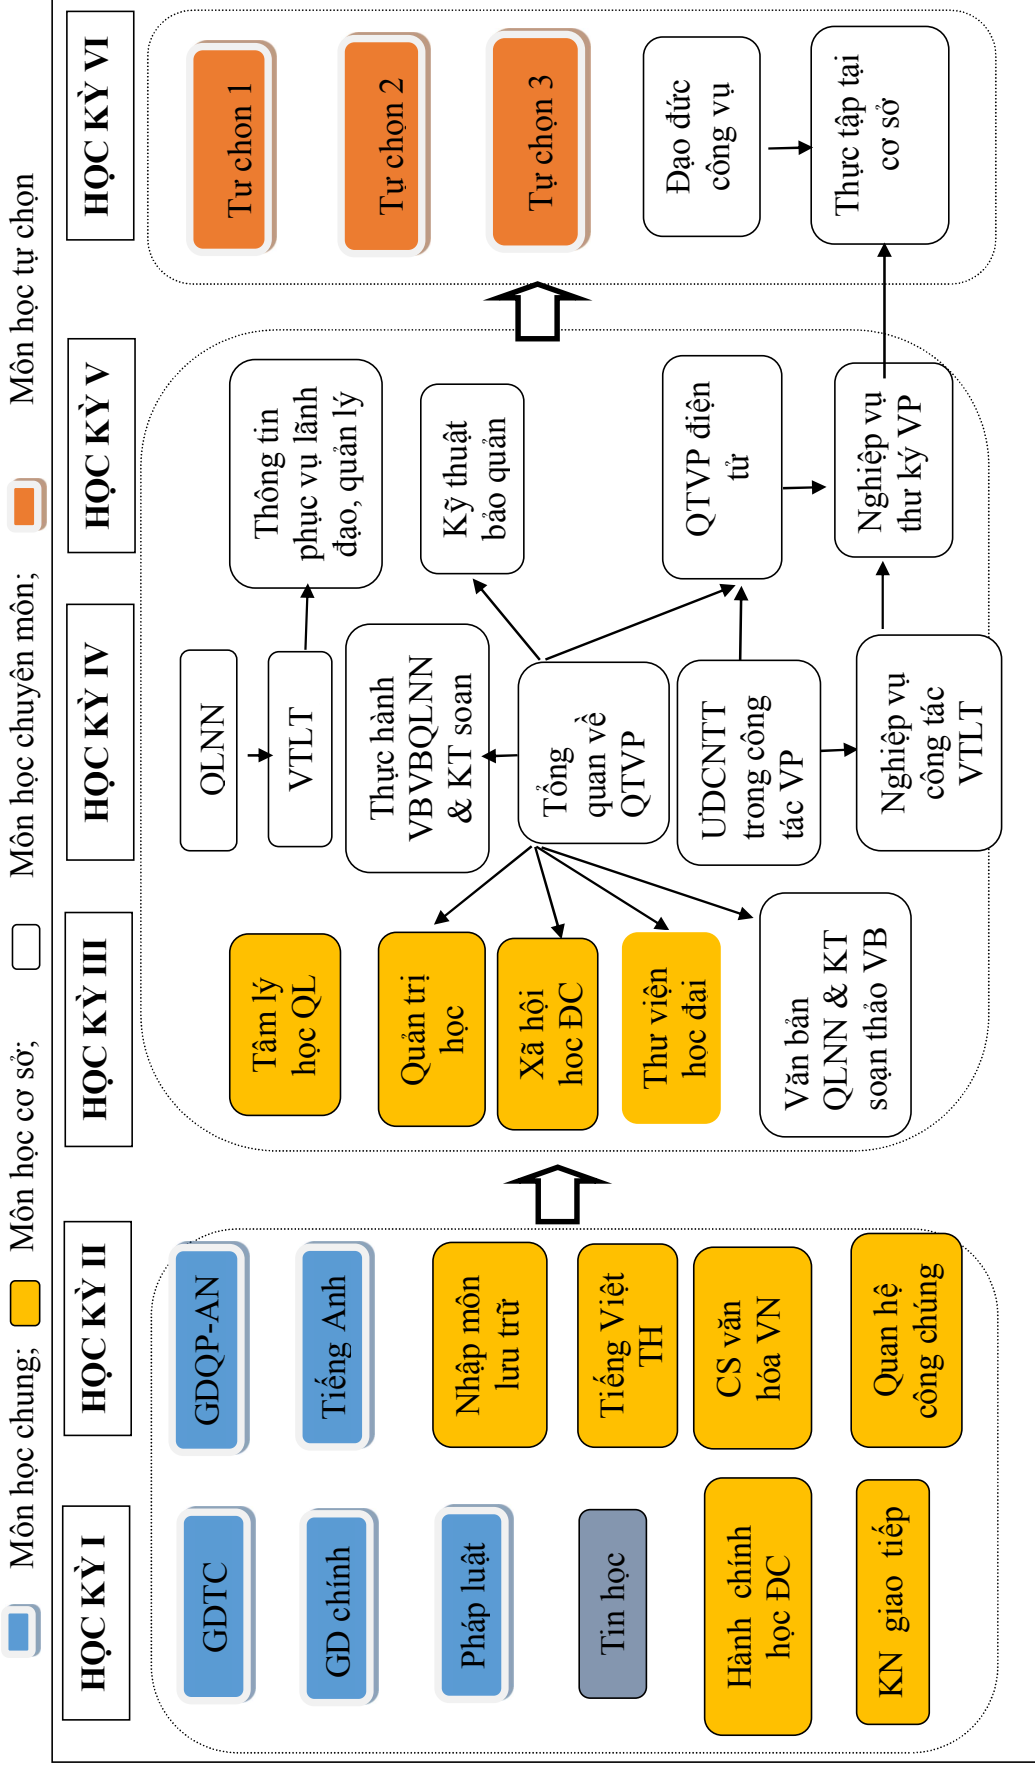 Môn học chung;
Môn học cơ sở;
Môn học chuyên môn;
Môn học tự chọn
HỌC KỲ I
HỌC KỲ II
HỌC KỲ III
HỌC KỲ IV
HỌC KỲ V
HỌC KỲ VI
GDTC
GD chính
Pháp luật
Tin học
Hành chính
học ĐC
KN giao tiếp
GDQP-AN
Tiếng Anh
Nhập môn
lưu trữ
Tiếng Việt
TH
CS văn
hóa VN
Quan hệ
công chúng
Tâm lý
học QL
Quản trị
học
Xã hội
học ĐC
Thư viện
học đại
Văn bản
QLNN & KT
soạn thảo VB
QLNN
VTLT
Thực hành
VBVBQLNN
& KT soan
Tổng
quan về
QTVP
UDCNTT
trong công
tác VP
Nghiệp vụ
công tác
VTLT
Thông tin
phục vụ lãnh
đạo, quản lý
Kỹ thuật
bảo quản
QTVP điện
tử
Nghiệp vụ
thư ký VP
Tư chon 1
Tự chọn 2
Tự chọn 3
Đạo đức
công vụ
Thực tập tại
cơ sở